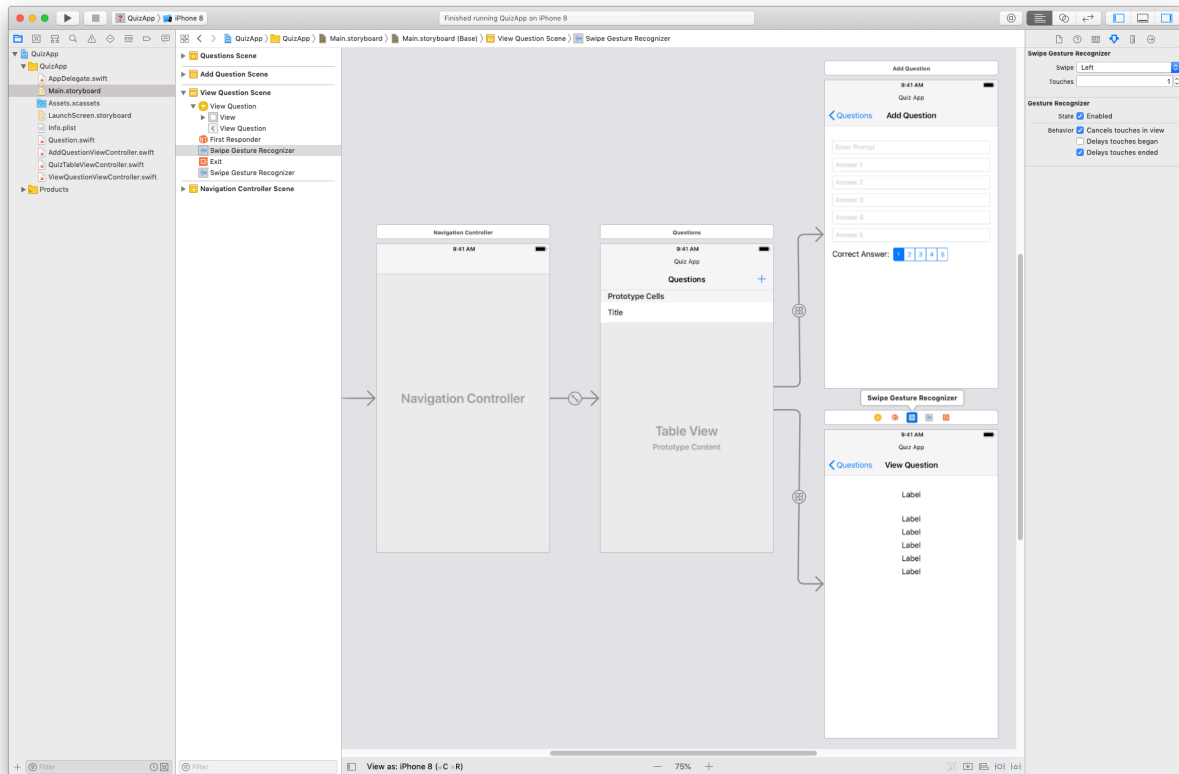 QuizApp
iPhone 8
Finished running QuizApp on iPhone 8
QuizApp
QuizApp
AppDelegate.swift
Main.storyboard
Assets.xcassets
LaunchScreen.storyboard
Info.plist
Question.swift
AddQuestionViewController.swift
QuizTableViewController.swift
ViewQuestionViewController.swift
Products
Filter
QuizApp
QuizApp
Main.storyboard
Main.storyboard (Base)
View Question Scene
Swipe Gesture Recognizer
Questions Scene
Add Question Scene
View Question Scene
View Question
View
View Question
First Responder
Swipe Gesture Recognizer
Exit
Swipe Gesture Recognizer
Navigation Controller Scene
Filter
Navigation Controller
9:41 AM
Navigation Controller
Questions
9:41 AM
Quiz App
Questions
Prototype Cells
Title
Table View
Prototype Content
Add Question
9:41 AM
Quiz App
Questions
Add Question
Enter Prompt
Answer 1
Answer 2
Answer 3
Answer 4
Answer 5
Correct Answer:
1 2 3 4 5
Swipe Gesture Recognizer
9:41 AM
Quiz App
Questions
View Question
Label
Label
Label
Label
Label
Label
View as: iPhone 8 (wC hR)
75%
Swipe Gesture Recognizer
Swipe Left
Touches 1
Gesture Recognizer
State Enabled
Behavior Cancels touches in view
Delays touches began
Delays touches ended